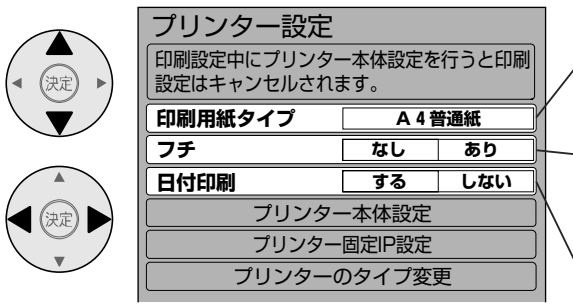 プリンター設定
印刷設定中にプリンター本体設定を行うと印刷
設定はキャンセルされます。
決定
印刷用紙タイプ A4普通紙
フチ なし あり
日付印刷 する しない
決定
プリンター本体設定
プリンター固定IP設定
プリンターのタイプ変更